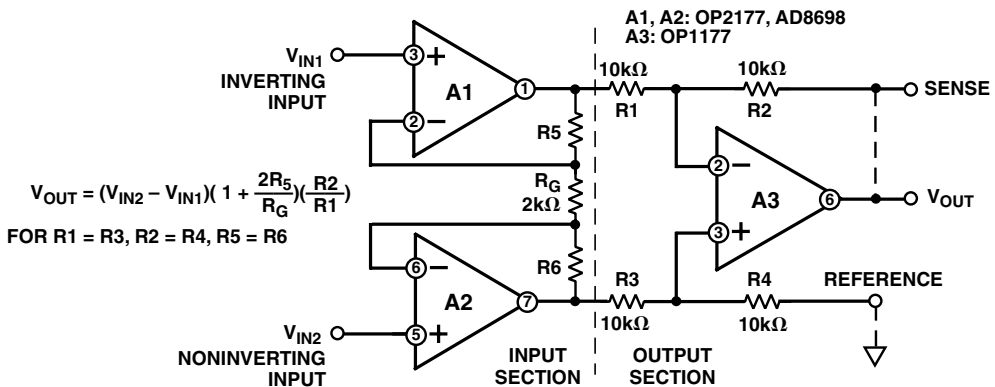 A1, A2: OP2177, AD8698
A3: OP1177
V_IN1
INVERTING
INPUT
3
+
A1
1
2
−
10kΩ
R1
10kΩ
R2
SENSE
R5
R_G
2kΩ
V_OUT = (V_IN2 − V_IN1)( 1 + 2R_5/R_G)(R2/R1)
FOR R1 = R3, R2 = R4, R5 = R6
2
−
A3
6
V_OUT
3
+
6
−
R6
A2
7
R3
10kΩ
R4
10kΩ
REFERENCE
V_IN2
5
+
NONINVERTING
INPUT
INPUT
SECTION
OUTPUT
SECTION